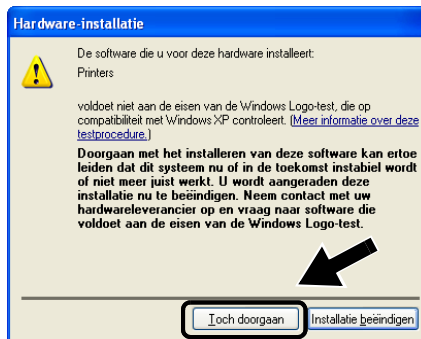 Hardware-installatie
De software die u voor deze hardware installeert:
Printers
voldoet niet aan de eisen van de Windows Logo-test, die op
compatibiliteit met Windows XP controleert. (Meer informatie over deze
testprocedure.)
Doorgaan met het installeren van deze software kan ertoe
leiden dat dit systeem nu of in de toekomst instabiel wordt
of niet meer juist werkt. U wordt aangeraden deze
installatie nu te beëindigen. Neem contact met uw
hardwareleverancier op en vraag naar software die
voldoet aan de eisen van de Windows Logo-test.
Toch doorgaan Installatie beëindigen